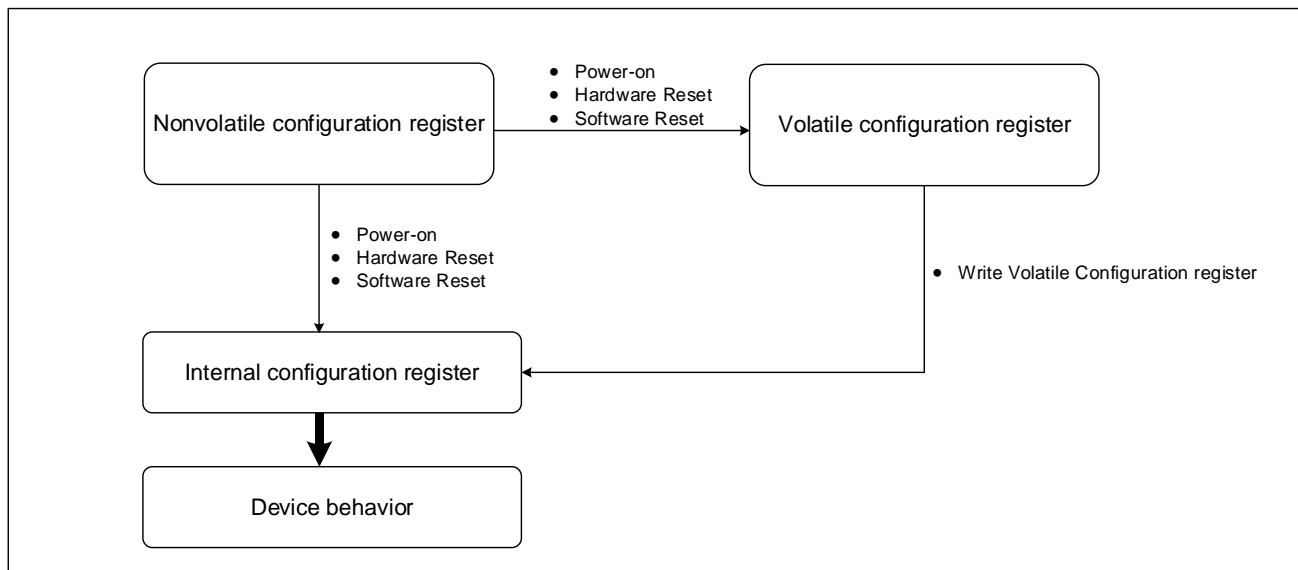 ● Power-on
● Hardware Reset
● Software Reset
Nonvolatile configuration register
Volatile configuration register
● Power-on
● Hardware Reset
● Software Reset
● Write Volatile Configuration register
Internal configuration register
Device behavior